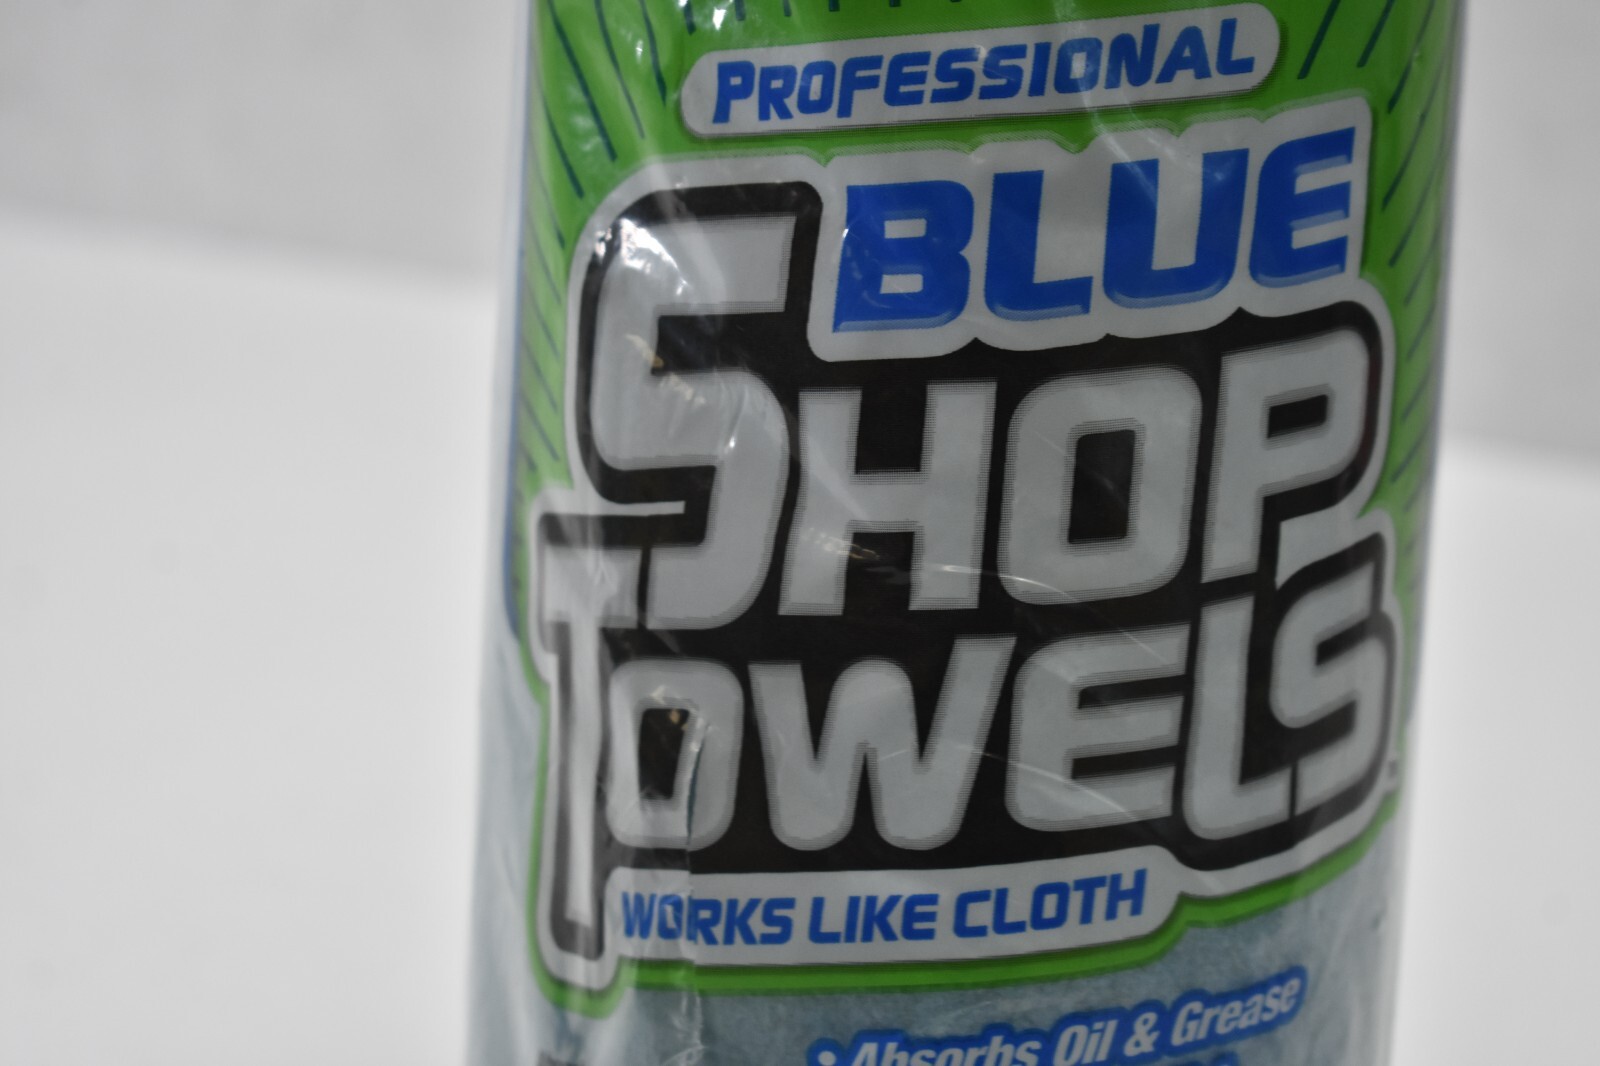 PROFESSIONAL
BLUE
SHOP
TOWELS
WORKS LIKE CLOTH
• Absorbs Oil & Grease